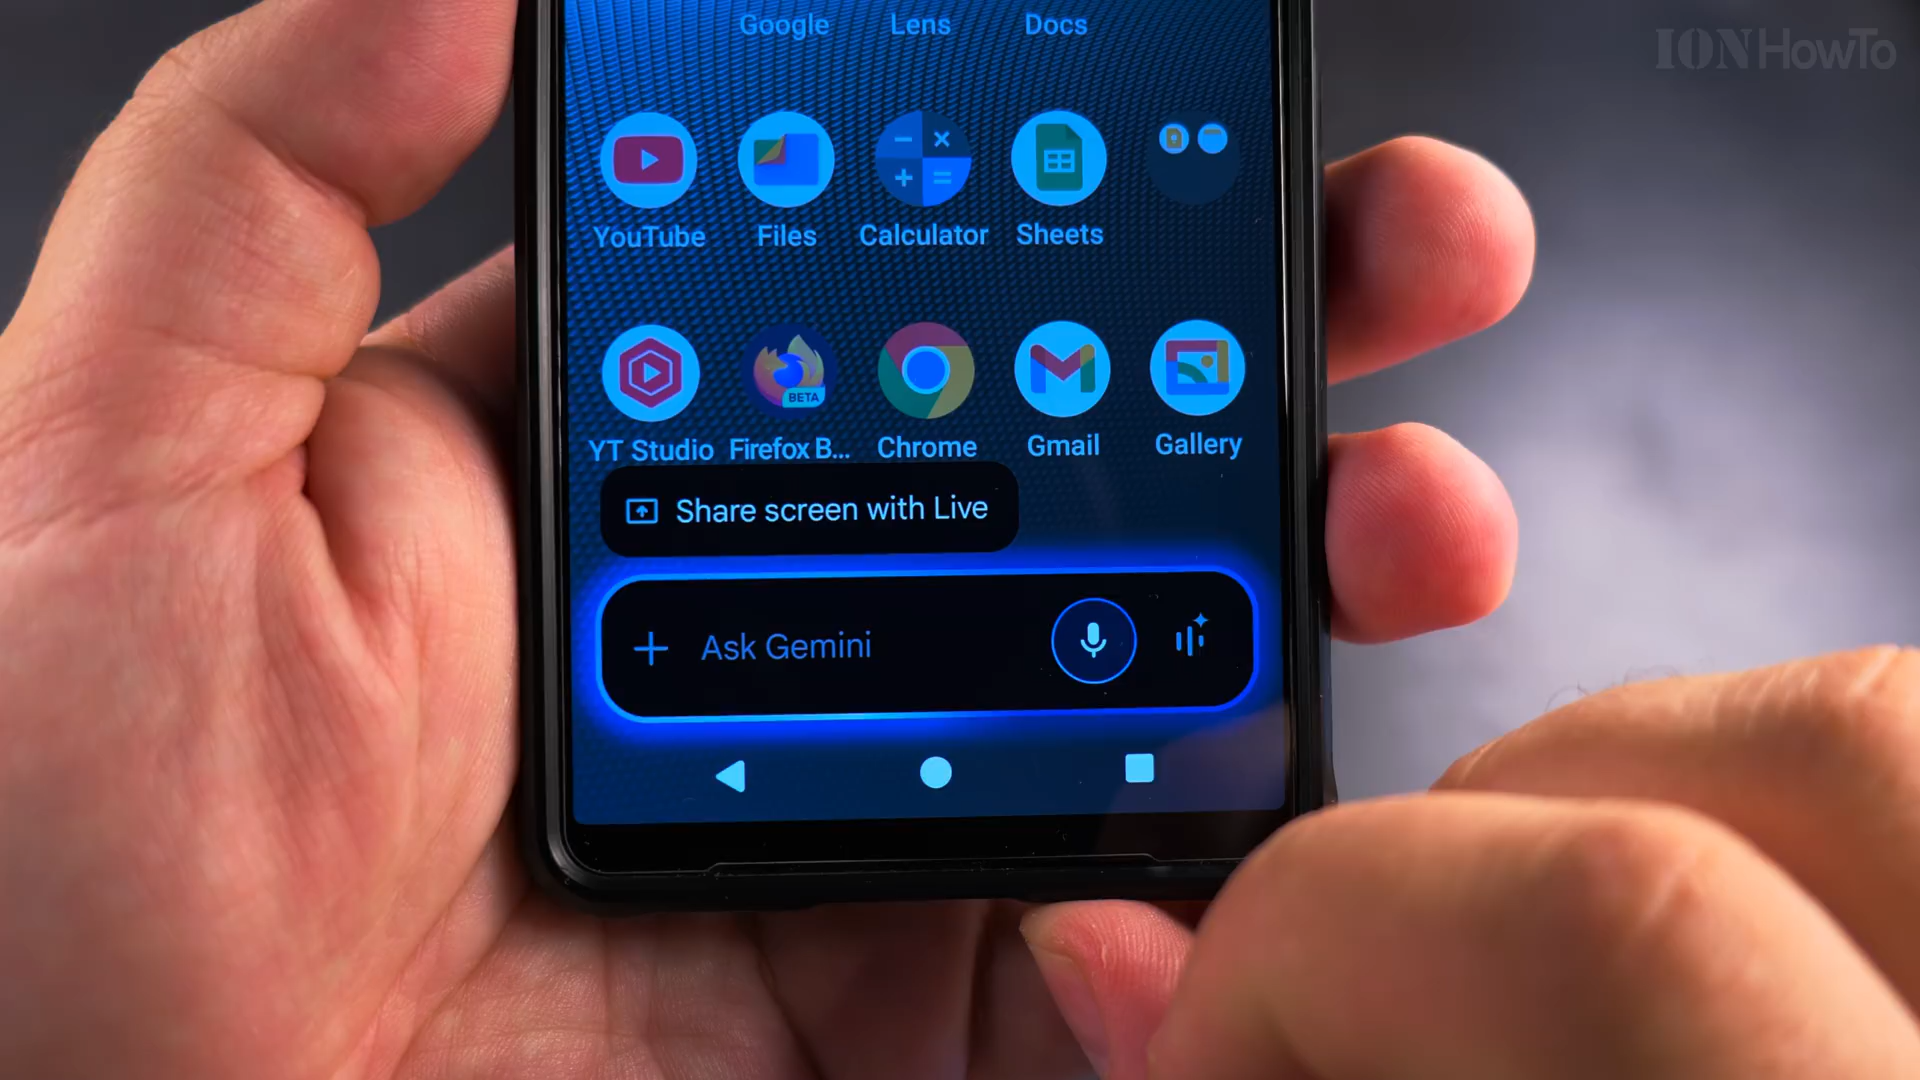 IONHowTo
Google Lens Docs
YouTube Files Calculator Sheets
BETA
YT Studio Firefox B... Chrome Gmail Gallery
Share screen with Live
Ask Gemini